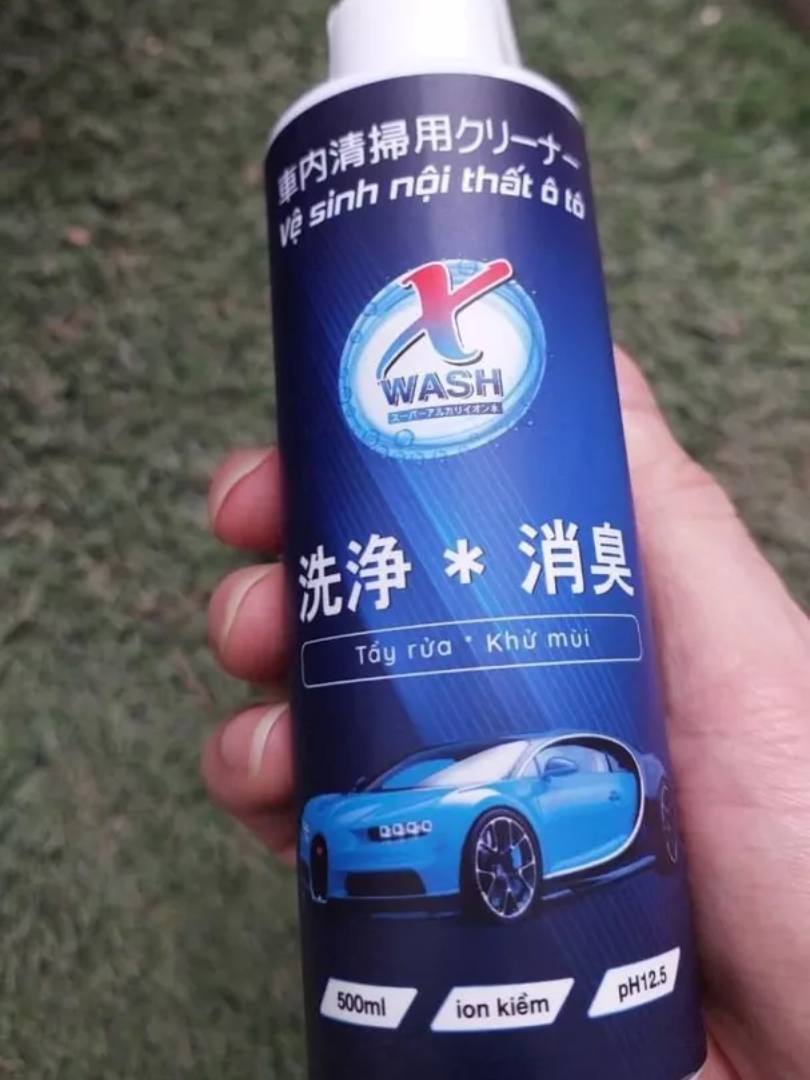 車内清掃用クリーナー
Vệ sinh nội thất ô tô
X
WASH
スーパーアルカリイオン水
洗浄 * 消臭
Tẩy rửa * Khử mùi
500ml
ion kiềm
pH12.5